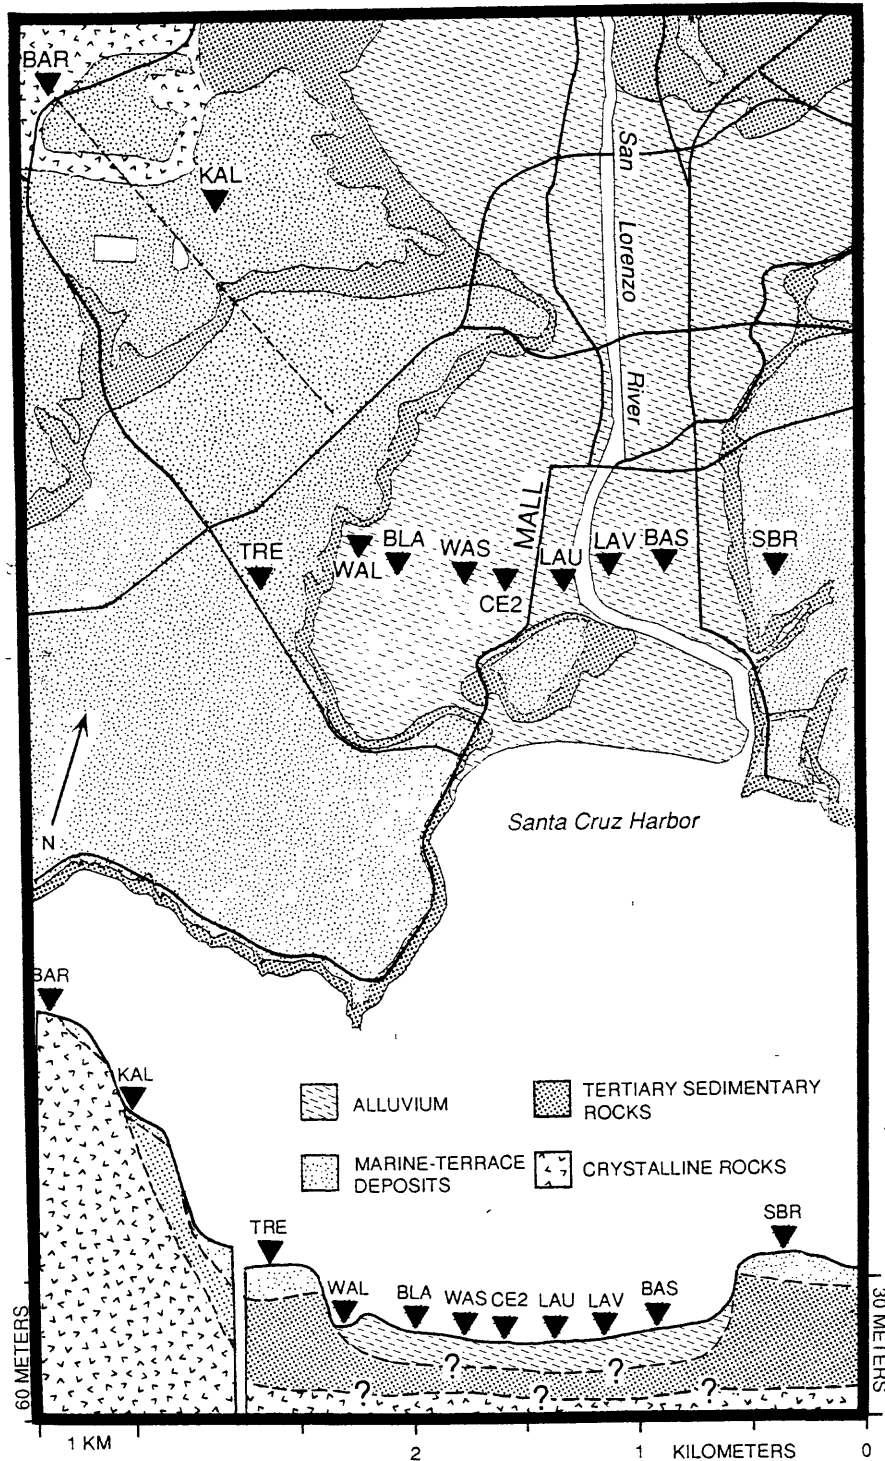 BAR
KAL
San
Lorenzo
River
MALL
TRE
WAL
BLA
WAS
CE2
LAU
LAV
BAS
SBR
N
Santa Cruz Harbor
BAR
KAL
ALLUVIUM
TERTIARY SEDIMENTARY
ROCKS
MARINE-TERRACE
DEPOSITS
CRYSTALLINE ROCKS
TRE
SBR
WAL
BLA
WAS
CE2
LAU
LAV
BAS
60 METERS
30 METERS
? ?
? ? ?
1 KM
2
1
KILOMETERS
0